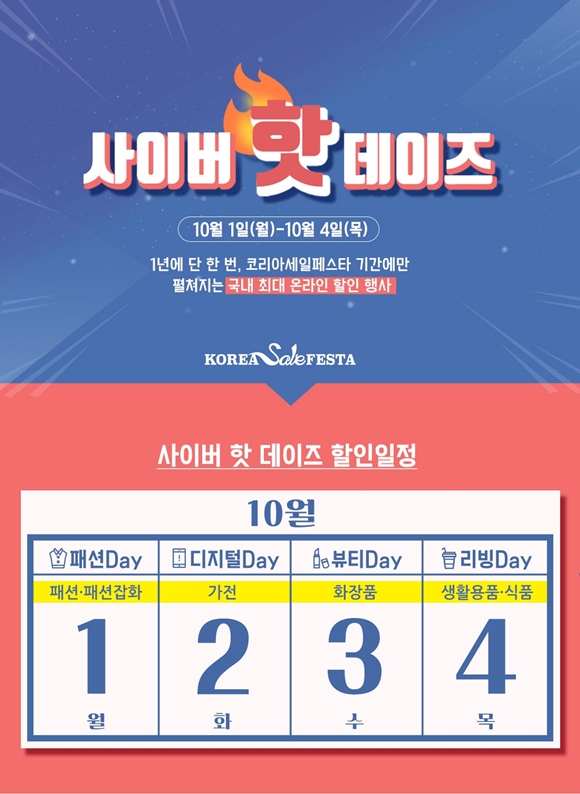 사이버 핫 데이즈
10월 1일(월)-10월 4일(목)
1년에 단 한 번, 코리아세일페스타 기간에만
펼쳐지는 국내 최대 온라인 할인 행사
KOREA Sale FESTA
사이버 핫 데이즈 할인일정
10월
패션Day 디지털Day 뷰티Day 리빙Day
패션·패션잡화 가전 화장품 생활용품·식품
1 2 3 4
월 화 수 목